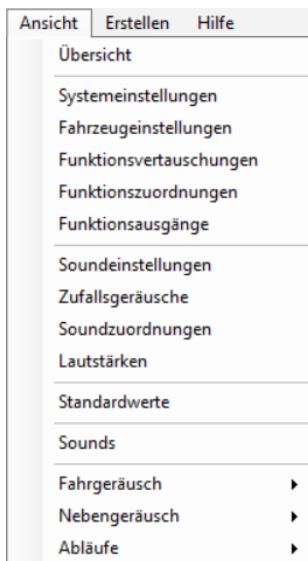 Ansicht Erstellen Hilfe
Übersicht
Systemeinstellungen
Fahrzeugeinstellungen
Funktionsvertauschungen
Funktionszuordnungen
Funktionsausgänge
Soundeinstellungen
Zufallsgeräusche
Soundzuordnungen
Lautstärken
Standardwerte
Sounds
Fahrgeräusch
Nebengeräusch
Abläufe